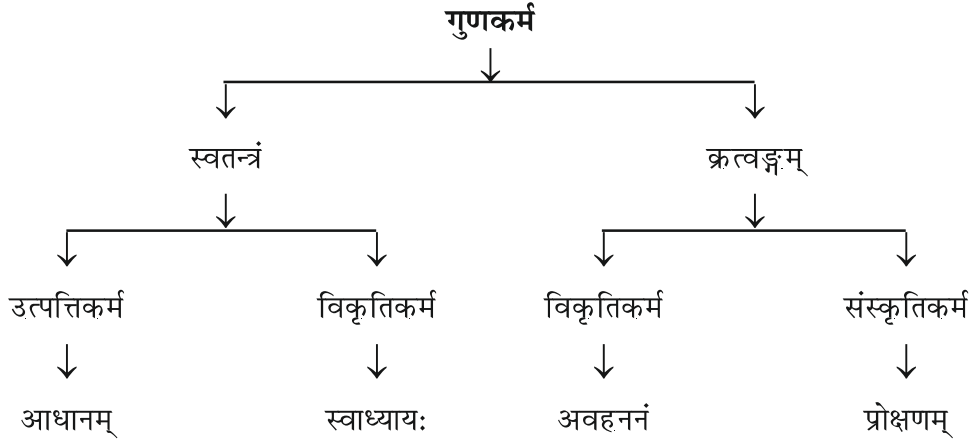 गुणकर्म
स्वतन्त्रं क्रत्वङ्गम्
उत्पत्तिकर्म विकृतिकर्म विकृतिकर्म संस्कृतिकर्म
आधानम् स्वाध्यायः अवहननं प्रोक्षणम्